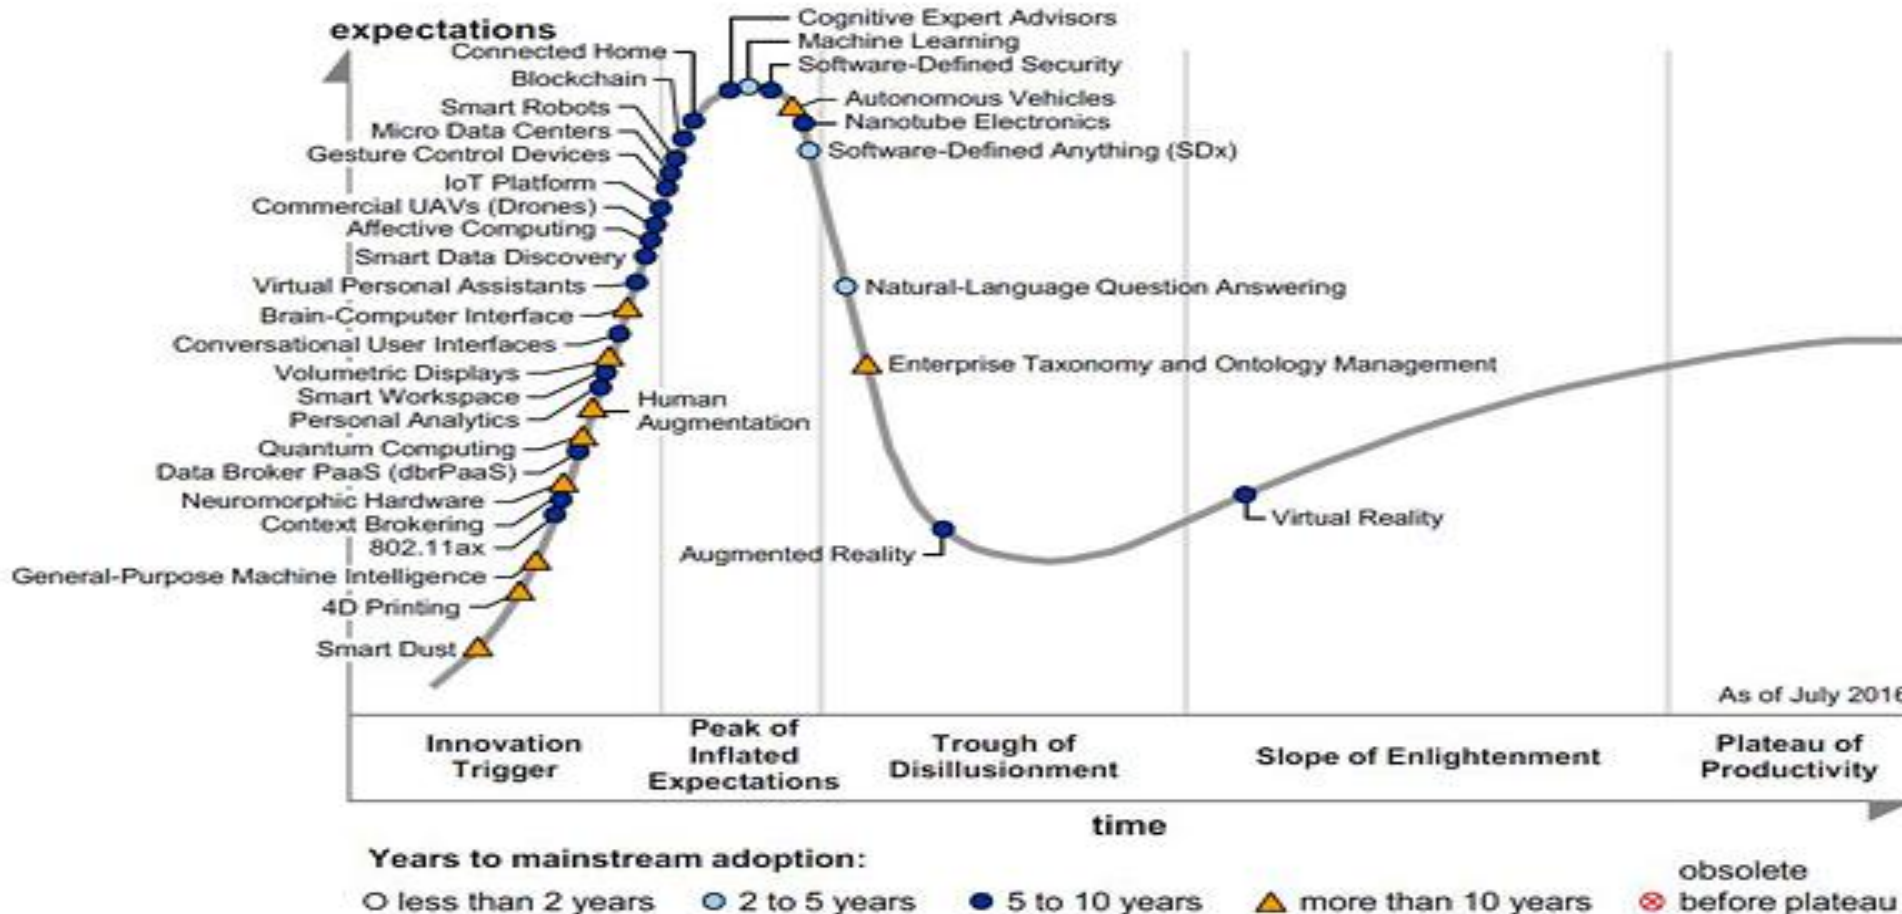 expectations
Cognitive Expert Advisors
Machine Learning
Software-Defined Security
Autonomous Vehicles
Nanotube Electronics
Software-Defined Anything (SDx)
Connected Home
Blockchain
Smart Robots
Micro Data Centers
Gesture Control Devices
IoT Platform
Commercial UAVs (Drones)
Affective Computing
Smart Data Discovery
Virtual Personal Assistants
Brain-Computer Interface
Conversational User Interfaces
Volumetric Displays
Smart Workspace
Personal Analytics
Human
Augmentation
Quantum Computing
Data Broker PaaS (dbrPaaS)
Neuromorphic Hardware
Context Brokering
802.11ax
General-Purpose Machine Intelligence
4D Printing
Smart Dust
Natural-Language Question Answering
Enterprise Taxonomy and Ontology Management
Augmented Reality
Virtual Reality
As of July 2016
Innovation
Trigger
Peak of
Inflated
Expectations
Trough of
Disillusionment
Slope of Enlightenment
Plateau of
Productivity
time
Years to mainstream adoption:
less than 2 years
2 to 5 years
5 to 10 years
more than 10 years
obsolete
before plateau